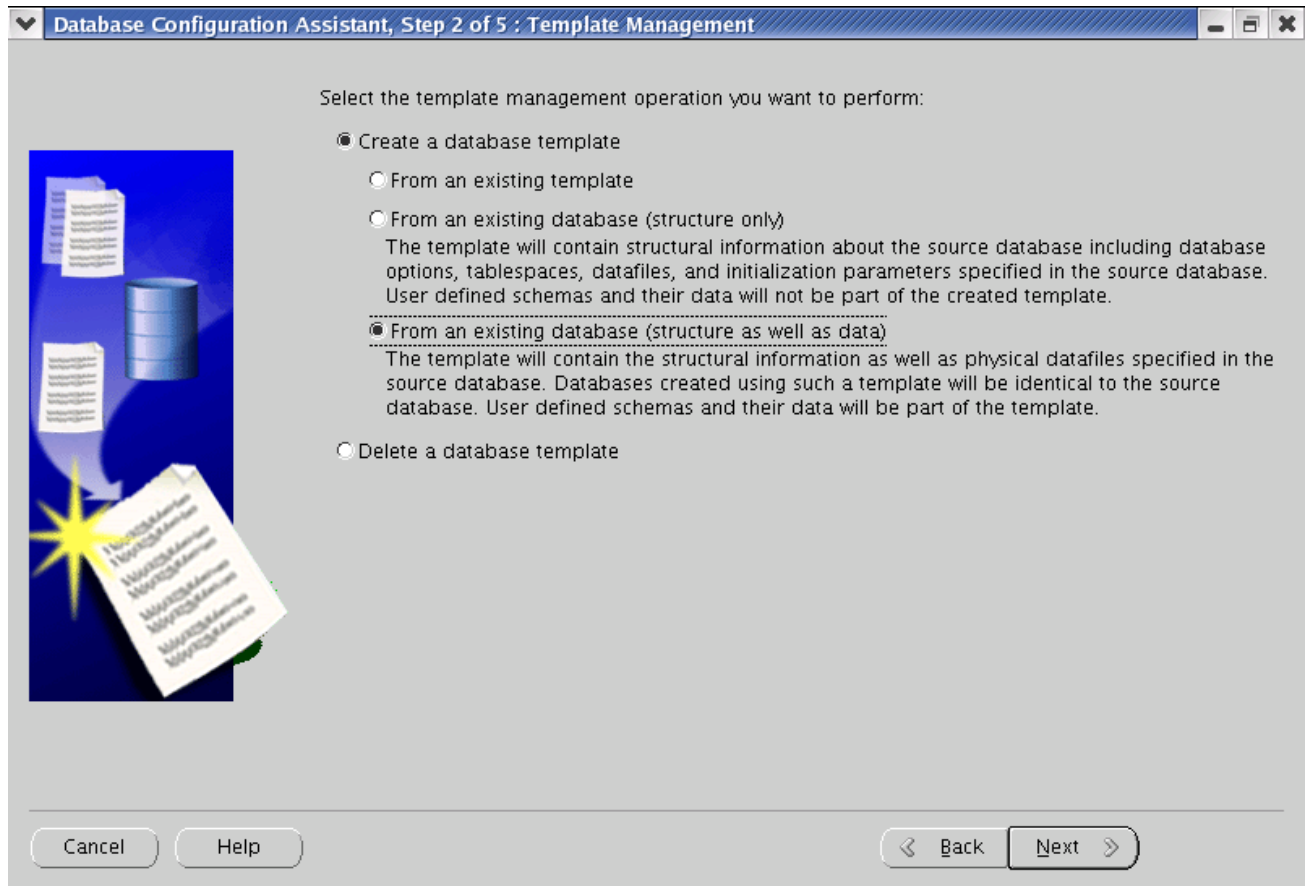 Database Configuration Assistant, Step 2 of 5 : Template Management
Select the template management operation you want to perform:
Create a database template
From an existing template
From an existing database (structure only)
The template will contain structural information about the source database including database
options, tablespaces, datafiles, and initialization parameters specified in the source database.
User defined schemas and their data will not be part of the created template.
From an existing database (structure as well as data)
The template will contain the structural information as well as physical datafiles specified in the
source database. Databases created using such a template will be identical to the source
database. User defined schemas and their data will be part of the template.
Delete a database template
Cancel Help Back Next